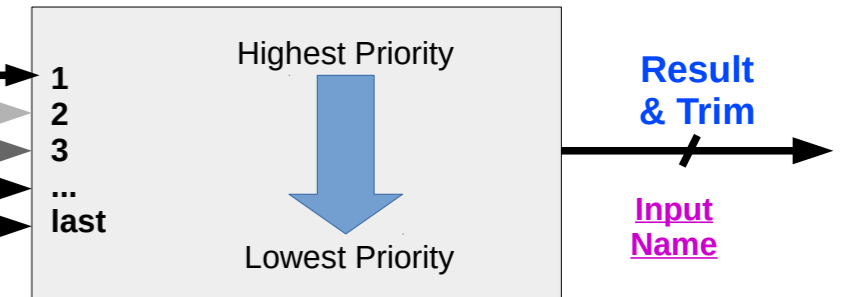 Highest Priority
1
2
3
...
last
Lowest Priority
Result
& Trim
Input
Name